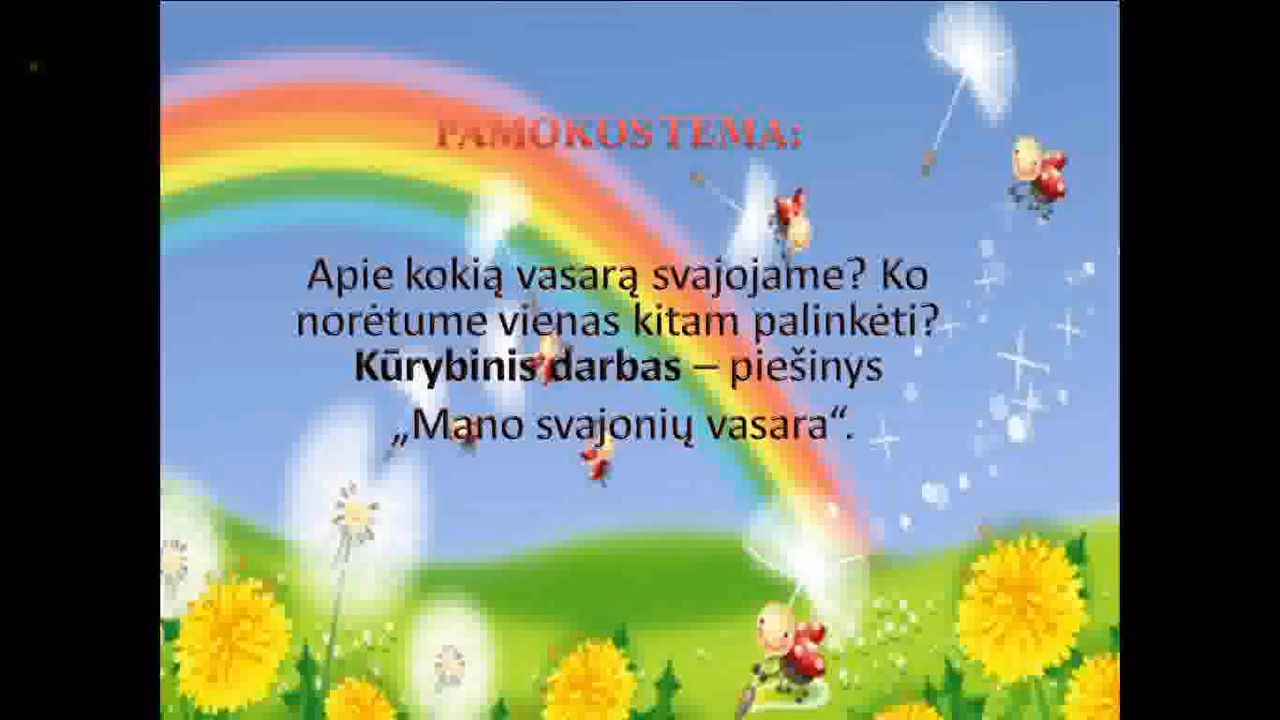 PAMOKOS TEMA:
Apie kokią vasarą svajojame? Ko
norėtume vienas kitam palinkėti?
Kūrybinis darbas – piešinys
„Mano svajonių vasara“.